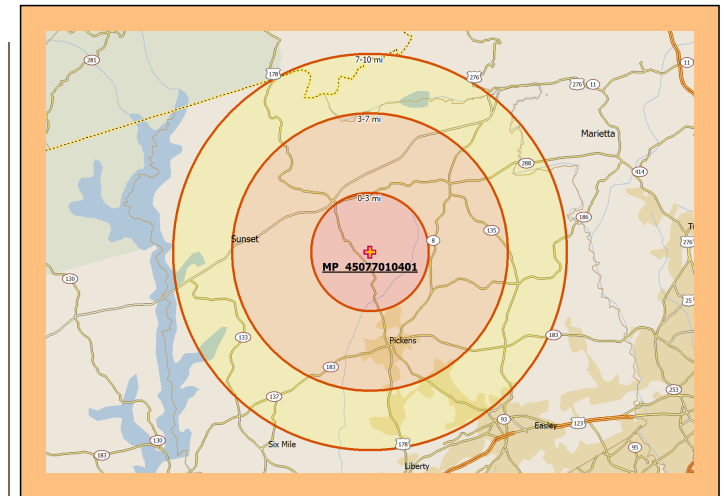 7-10 mi
281
178
276
276
11
11
3-7 mi
Marietta
288
414
0-3 mi
186
135
8
Sunset
276
MP 45077010401
130
25
133
183
Pickens
183
253
137
93
Easley
123
130
Six Mile
178
95
183
Liberty